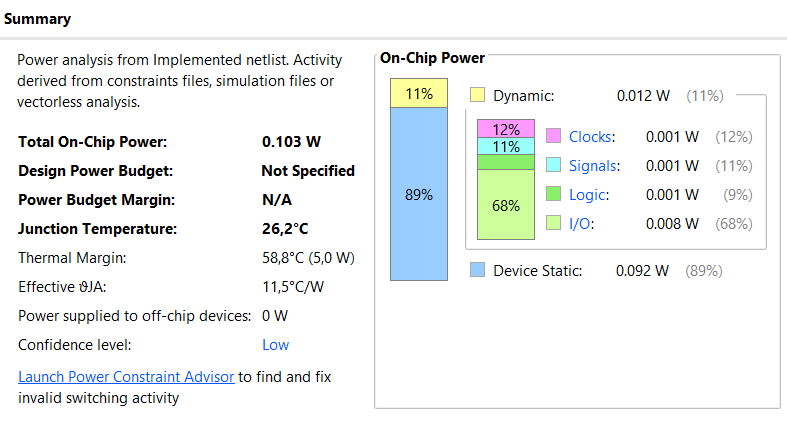 Summary
Power analysis from Implemented netlist. Activity
derived from constraints files, simulation files or
vectorless analysis.
Total On-Chip Power: 0.103 W
Design Power Budget: Not Specified
Power Budget Margin: N/A
Junction Temperature: 26,2°C
Thermal Margin: 58,8°C (5,0 W)
Effective ϑJA: 11,5°C/W
Power supplied to off-chip devices: 0 W
Confidence level: Low
Launch Power Constraint Advisor to find and fix
invalid switching activity
On-Chip Power
11%
89%
Dynamic: 0.012 W (11%)
12%
11%
68%
Clocks: 0.001 W (12%)
Signals: 0.001 W (11%)
Logic: 0.001 W (9%)
I/O: 0.008 W (68%)
Device Static: 0.092 W (89%)